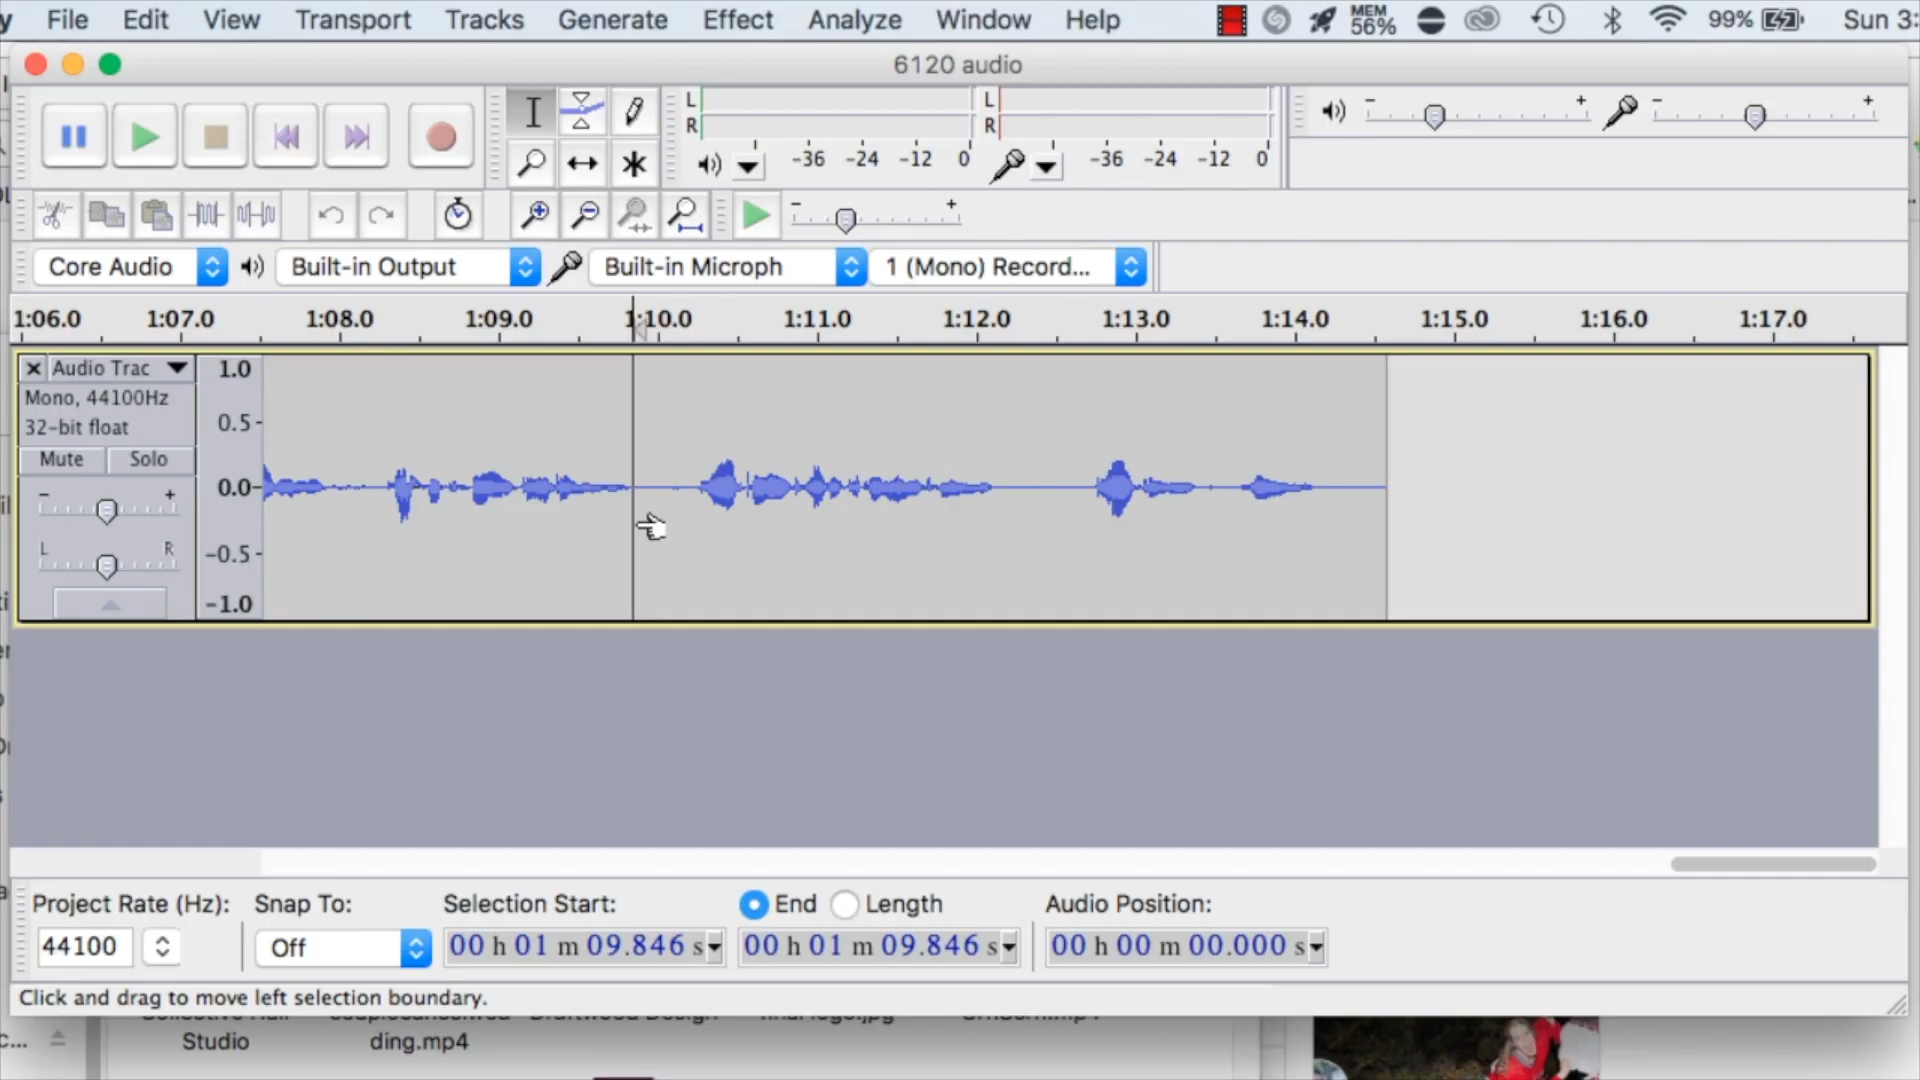 File Edit View Transport Tracks Generate Effect Analyze Window Help MEM 56% 99% Sun 3:
6120 audio
L R L R
-36 -24 -12 0 -36 -24 -12 0
Core Audio Built-in Output Built-in Microph 1 (Mono) Record...
1:06.0 1:07.0 1:08.0 1:09.0 1:10.0 1:11.0 1:12.0 1:13.0 1:14.0 1:15.0 1:16.0 1:17.0
Audio Trac 1.0
Mono, 44100Hz
32-bit float 0.5
Mute Solo
0.0
L R -0.5
-1.0
Project Rate (Hz): Snap To: Selection Start: End Length Audio Position:
44100 Off 00 h 01 m 09.846 s 00 h 01 m 09.846 s 00 h 00 m 00.000 s
Click and drag to move left selection boundary.
Studio ding.mp4